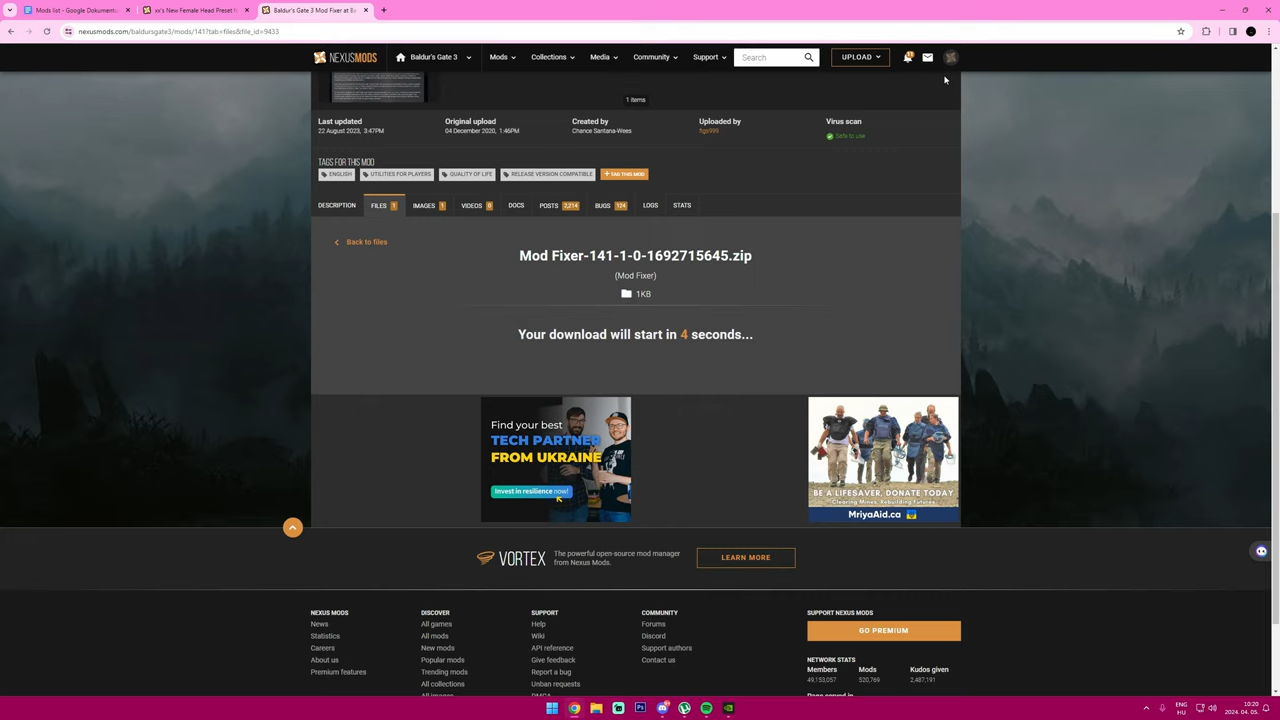 Mods list - Google Dokumentu
xx's New Female Head Preset f
Baldur's Gate 3 Mod Fixer at B
nexusmods.com/baldursgate3/mods/141?tab=files&file_id=9433
NEXUSMODS
Baldur's Gate 3
Mods
Collections
Media
Community
Support
Search
UPLOAD
1 items
Last updated
22 August 2023, 3:47PM
Original upload
04 December 2020, 1:46PM
Created by
Chance Santana-Wees
Uploaded by
figs999
Virus scan
Safe to use
TAGS FOR THIS MOD
ENGLISH
UTILITIES FOR PLAYERS
QUALITY OF LIFE
RELEASE VERSION COMPATIBLE
+ TAG THIS MOD
DESCRIPTION
FILES 1
IMAGES 1
VIDEOS 0
DOCS
POSTS 2,214
BUGS 124
LOGS
STATS
Back to files
Mod Fixer-141-1-0-1692715645.zip
(Mod Fixer)
1KB
Your download will start in 4 seconds...
Find your best
TECH PARTNER
FROM UKRAINE
Invest in resilience now!
BE A LIFESAVER, DONATE TODAY
Clearing Mines, Rebuilding Futures
MriyaAid.ca
VORTEX
The powerful open-source mod manager
from Nexus Mods.
LEARN MORE
NEXUS MODS
News
Statistics
Careers
About us
Premium features
DISCOVER
All games
All mods
New mods
Popular mods
Trending mods
All collections
All images
SUPPORT
Help
Wiki
API reference
Give feedback
Report a bug
Unban requests
DMCA
COMMUNITY
Forums
Discord
Support authors
Contact us
SUPPORT NEXUS MODS
GO PREMIUM
NETWORK STATS
Members
49,153,057
Mods
520,769
Kudos given
2,487,191
Page served in
ENG
HU
10:20
2024. 04. 05.